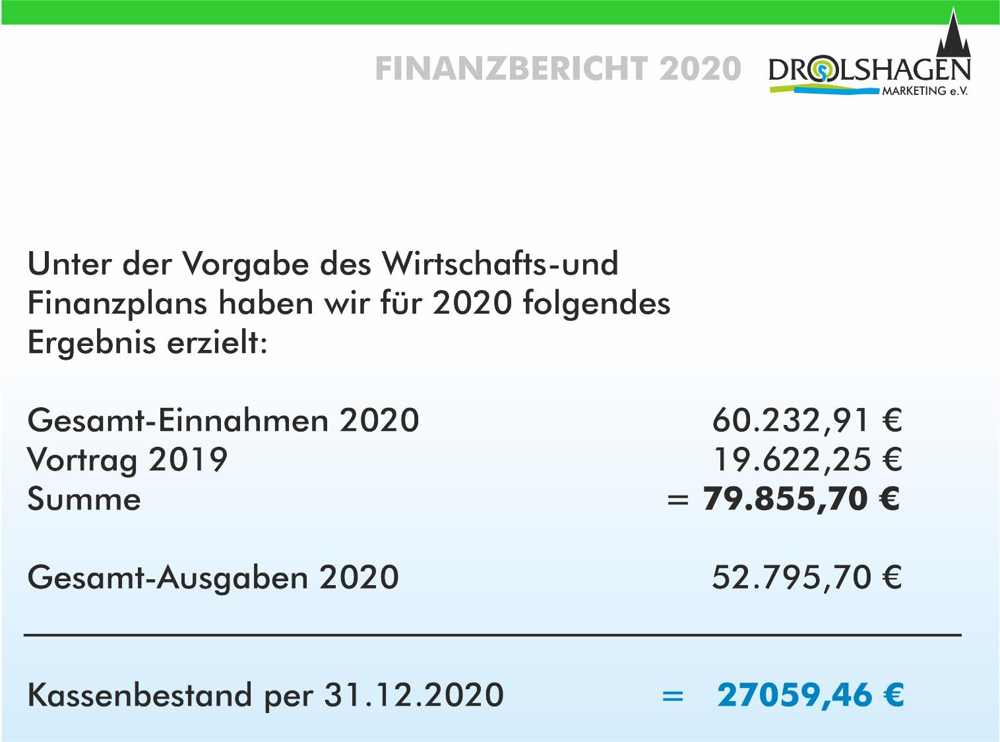 FINANZBERICHT 2020
DROLSHAGEN
MARKETING e.V.
Unter der Vorgabe des Wirtschafts-und
Finanzplans haben wir für 2020 folgendes
Ergebnis erzielt:
Gesamt-Einnahmen 2020 60.232,91 €
Vortrag 2019 19.622,25 €
Summe = 79.855,70 €
Gesamt-Ausgaben 2020 52.795,70 €
Kassenbestand per 31.12.2020 = 27059,46 €